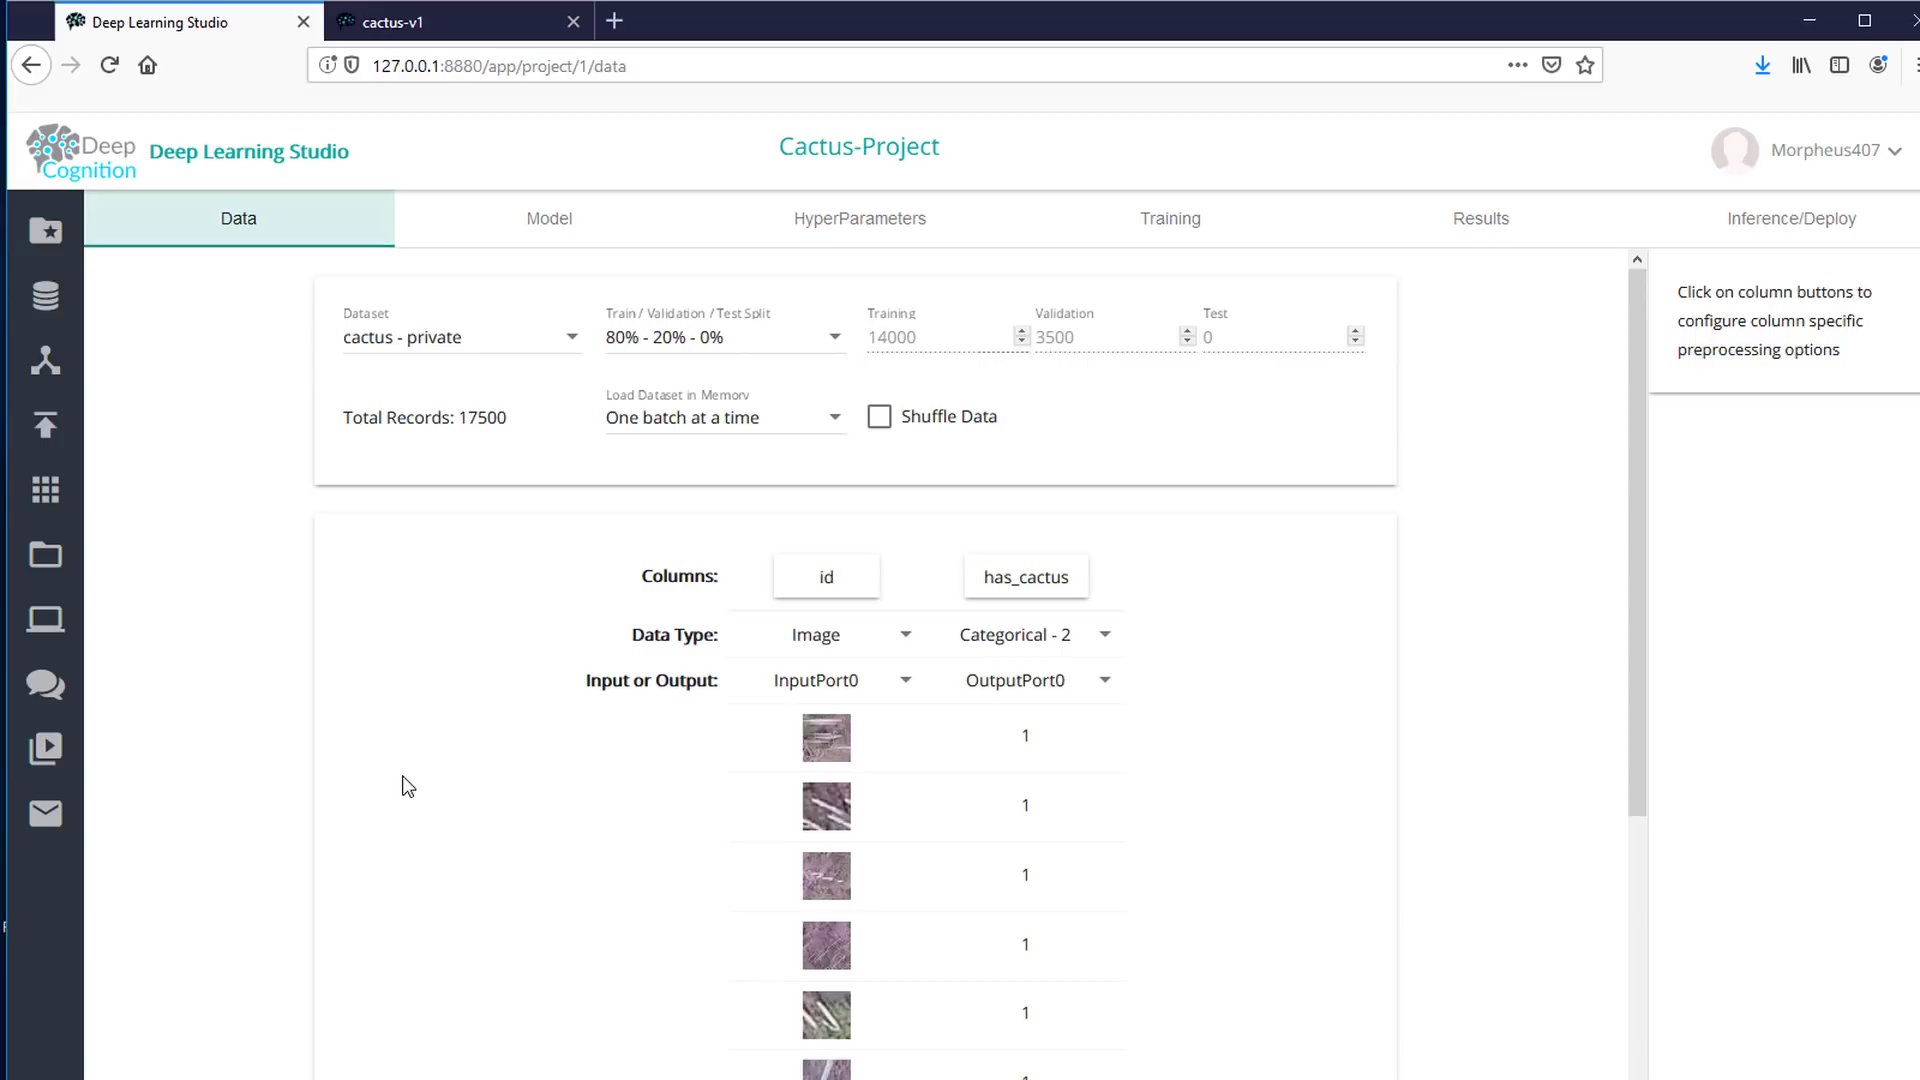 Deep Learning Studio
cactus-v1
127.0.0.1:8880/app/project/1/data
Deep Cognition
Deep Learning Studio
Cactus-Project
Morpheus407
Data
Model
HyperParameters
Training
Results
Inference/Deploy
Dataset
cactus - private
Train / Validation / Test Split
80% - 20% - 0%
Training
14000
Validation
3500
Test
0
Total Records: 17500
Load Dataset in Memory
One batch at a time
Shuffle Data
Click on column buttons to
configure column specific
preprocessing options
Columns:
id
has_cactus
Data Type:
Image
Categorical - 2
Input or Output:
InputPort0
OutputPort0
1
1
1
1
1